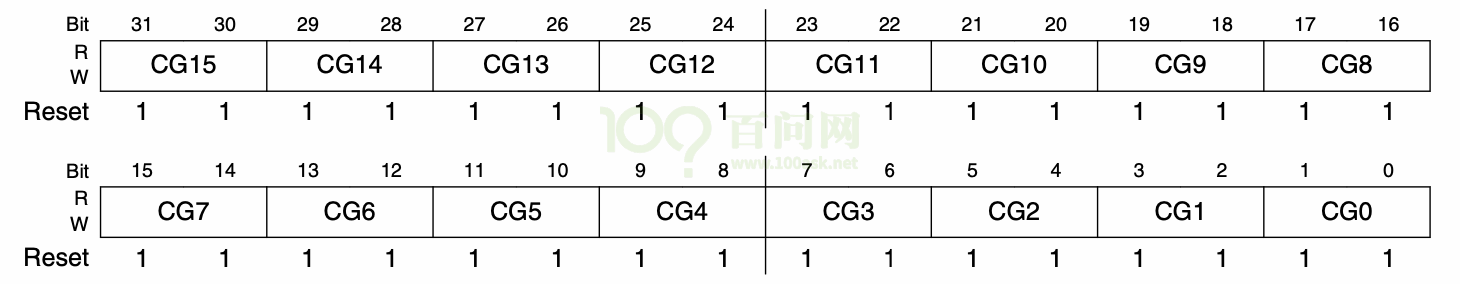 Bit 31 30 29 28 27 26 25 24 23 22 21 20 19 18 17 16
R
CG15 CG14 CG13 CG12 CG11 CG10 CG9 CG8
W
Reset 1 1 1 1 1 1 1 1 1 1 1 1 1 1 1 1
100 百问网
www.100ask.net
Bit 15 14 13 12 11 10 9 8 7 6 5 4 3 2 1 0
R
CG7 CG6 CG5 CG4 CG3 CG2 CG1 CG0
W
Reset 1 1 1 1 1 1 1 1 1 1 1 1 1 1 1 1